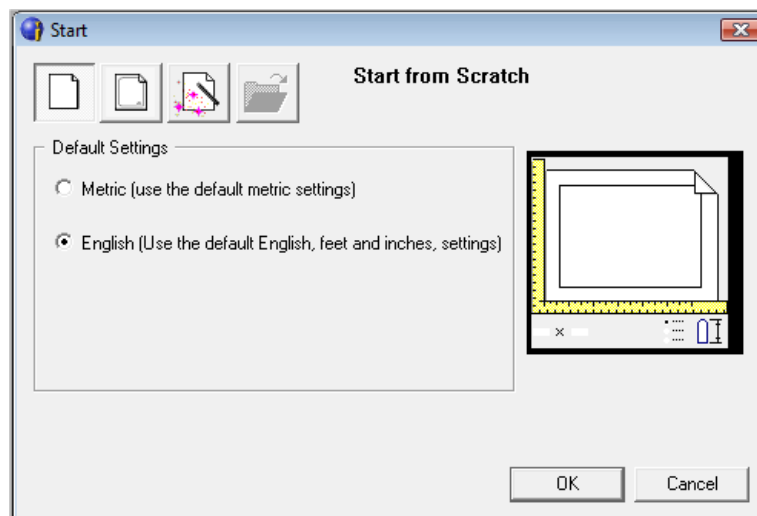 Start
Start from Scratch
Default Settings
Metric (use the default metric settings)
English (Use the default English, feet and inches, settings)
×
OK
Cancel